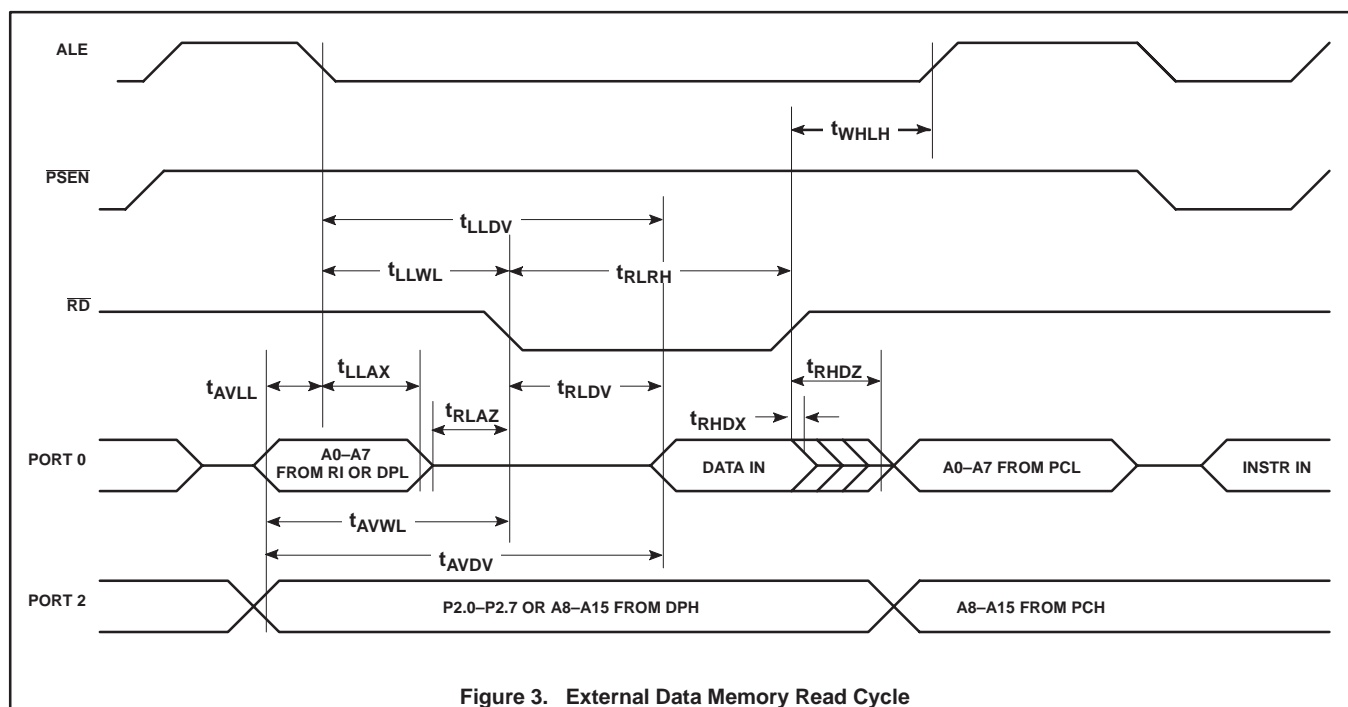 ALE
tWHLH
PSEN
tLLDV
tLLWL
tRLRH
RD
tLLAX
tAVLL
tRLAZ
tRLDV
tRHDZ
tRHDX
PORT 0
A0–A7
FROM RI OR DPL
DATA IN
A0–A7 FROM PCL
INSTR IN
tAVWL
tAVDV
PORT 2
P2.0–P2.7 OR A8–A15 FROM DPH
A8–A15 FROM PCH
Figure 3. External Data Memory Read Cycle